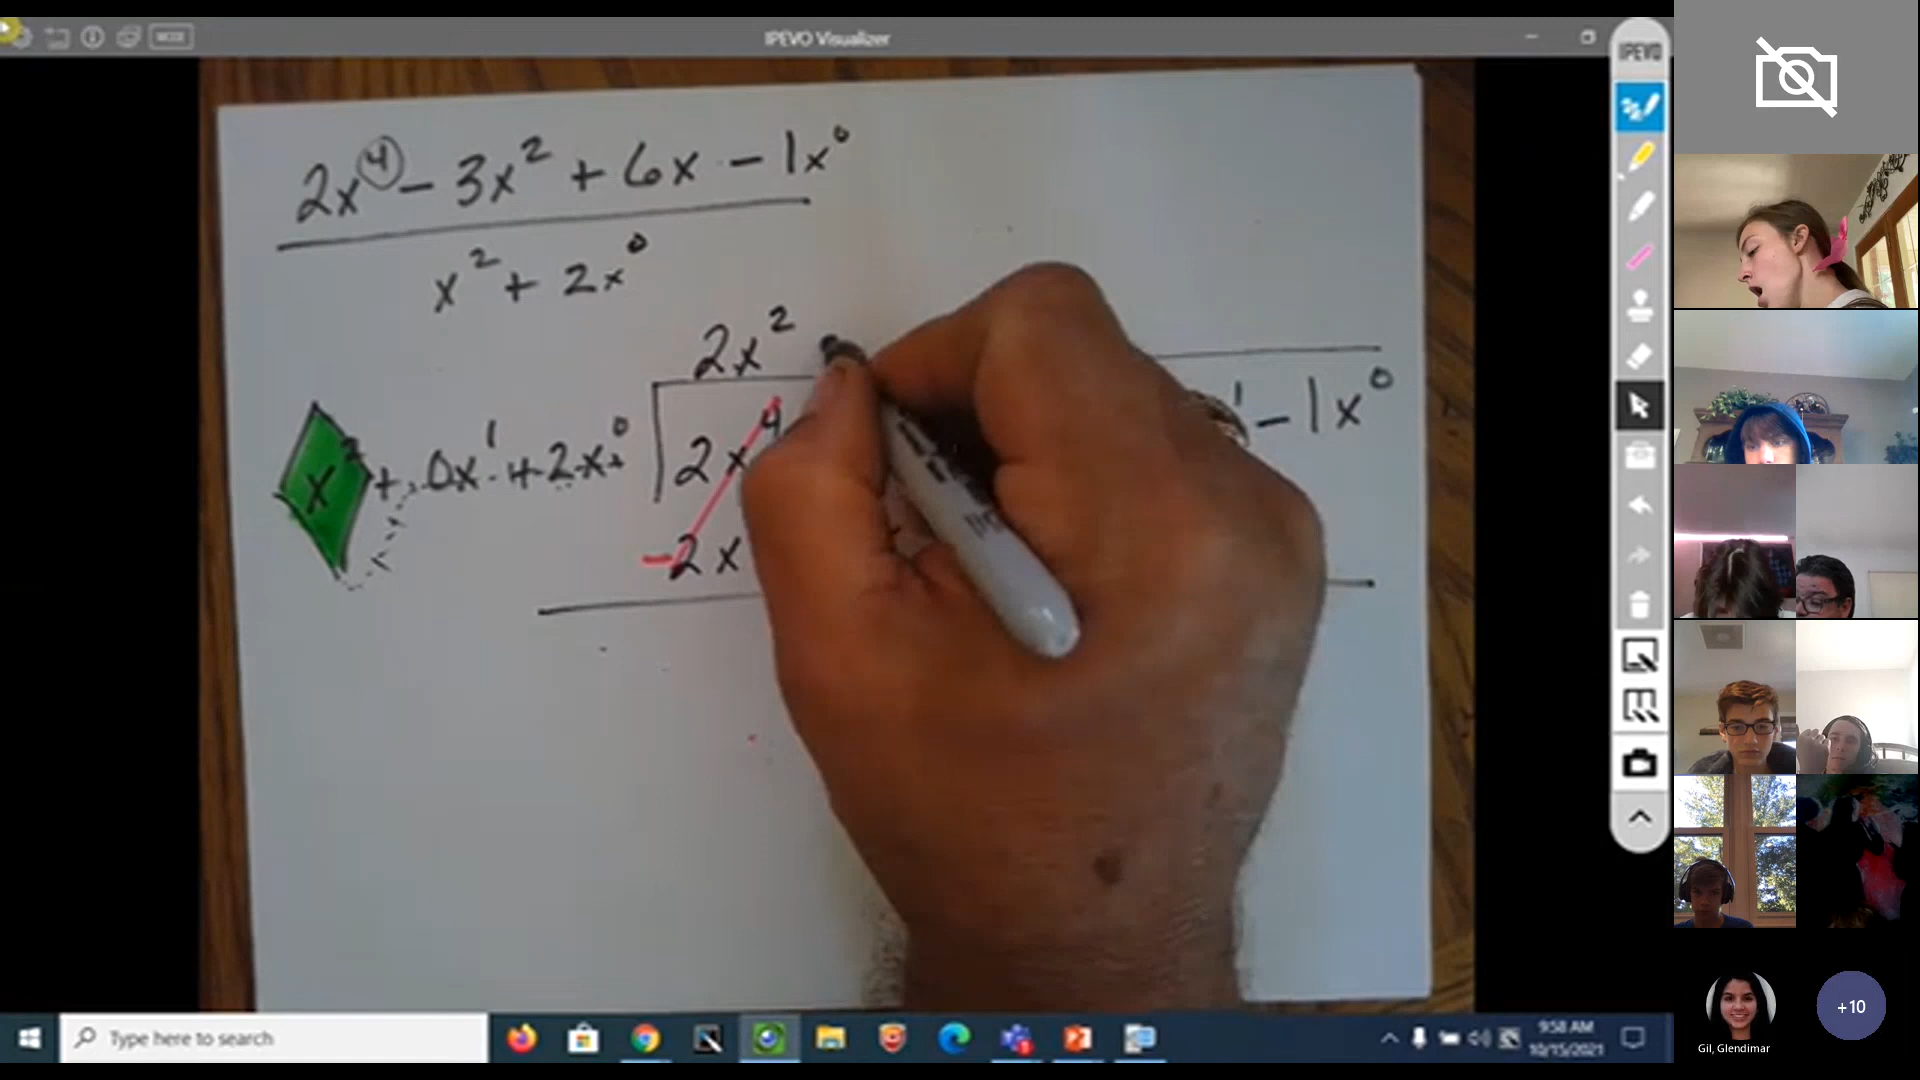 IPEVO Visualizer
IPEVO
2x⁴ - 3x² + 6x - 1x⁰
x² + 2x⁰
2x²
x² + 0x¹ + 2x⁰
2x⁴
¹ - 1x⁰
-2x
+10
Gil, Glendimar
Type here to search
9:58 AM
10/15/2021